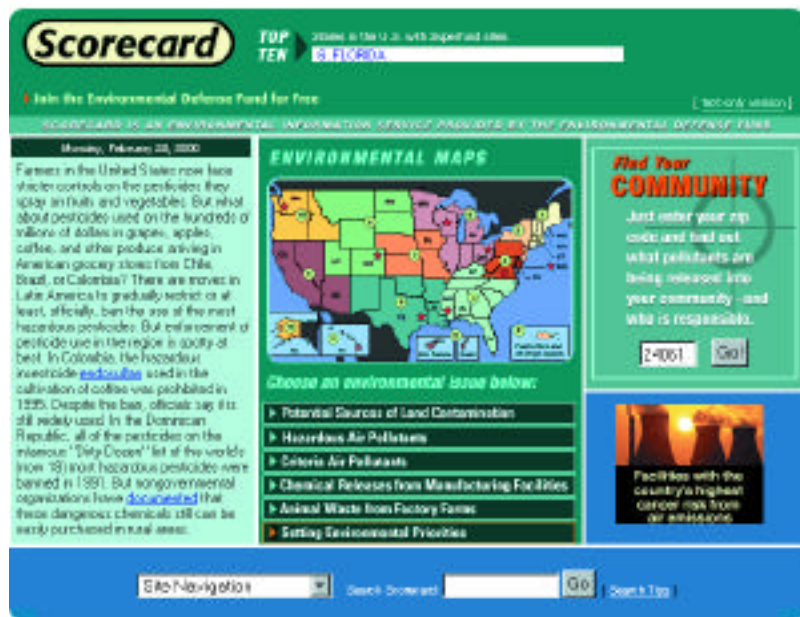 Scorecard
TOP
TEN
States in the U.S. with Superfund sites
6. FLORIDA
Join the Environmental Defense Fund for Free
[ text-only version ]
SCORECARD IS AN ENVIRONMENTAL INFORMATION SERVICE PROVIDED BY THE ENVIRONMENTAL DEFENSE FUND
Monday, February 28, 2000
Farmers in the United States now face
stricter controls on the pesticides they
spray on fruits and vegetables. But what
about pesticides used on the hundreds of
millions of dollars in grapes, apples,
coffee, and other produce arriving in
American grocery stores from Chile,
Brazil, or Colombia? There are moves in
Latin America to gradually restrict or at
least, officially, ban the use of the most
hazardous pesticides. But enforcement of
pesticide use in the region is spotty at
best. In Colombia, the hazardous
insecticide endosulfan used in the
cultivation of coffee was prohibited in
1995. Despite the ban, officials say it is
still widely used. In the Dominican
Republic, all of the pesticides on the
infamous "Dirty Dozen" list of the world's
(now 18) most hazardous pesticides were
banned in 1991. But nongovernmental
organizations have documented that
these dangerous chemicals still can be
easily purchased in rural areas.
ENVIRONMENTAL MAPS
Choose an environmental issue below:
Potential Sources of Land Contamination
Hazardous Air Pollutants
Criteria Air Pollutants
Chemical Releases from Manufacturing Facilities
Animal Waste from Factory Farms
Setting Environmental Priorities
Find Your
COMMUNITY
Just enter your zip
code and find out
what pollutants are
being released into
your community -and
who is responsible.
24061 Go!
Facilities with the
country's highest
cancer risk from
air emissions
Site Navigation
Search Scorecard
Go
[ Search Tips ]